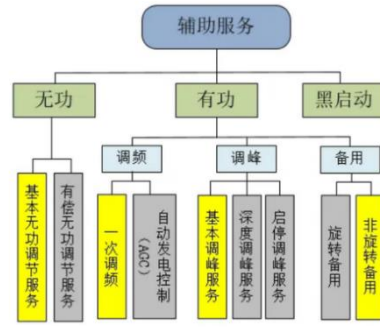 辅助服务
无功
有功
黑启动
调频
调峰
备用
基本无功调节服务
有偿无功调节服务
一次调频
自动发电控制
(AGC)
基本调峰服务
深度调峰服务
启停调峰服务
旋转备用
非旋转备用